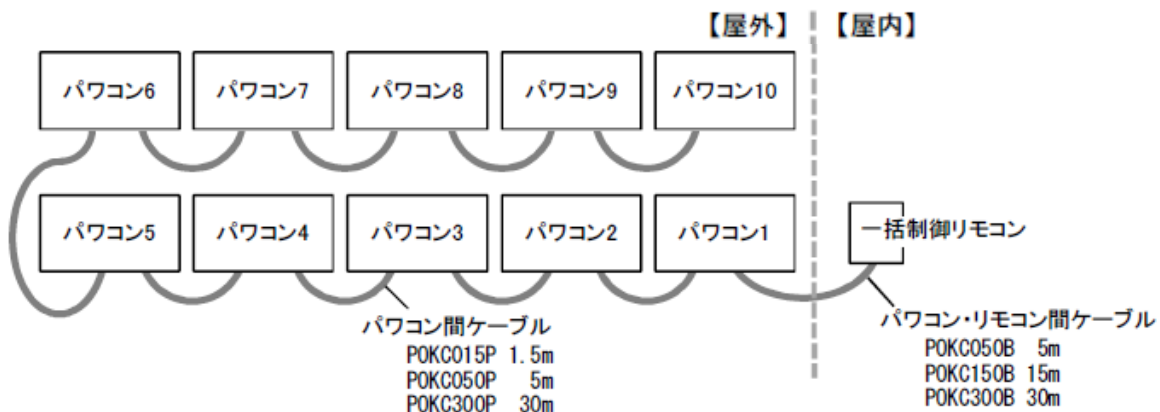 【屋外】
【屋内】
パワコン6
パワコン7
パワコン8
パワコン9
パワコン10
パワコン5
パワコン4
パワコン3
パワコン2
パワコン1
一括制御リモコン
パワコン間ケーブル
POKC015P 1.5m
POKC050P 5m
POKC300P 30m
パワコン・リモコン間ケーブル
POKC050B 5m
POKC150B 15m
POKC300B 30m